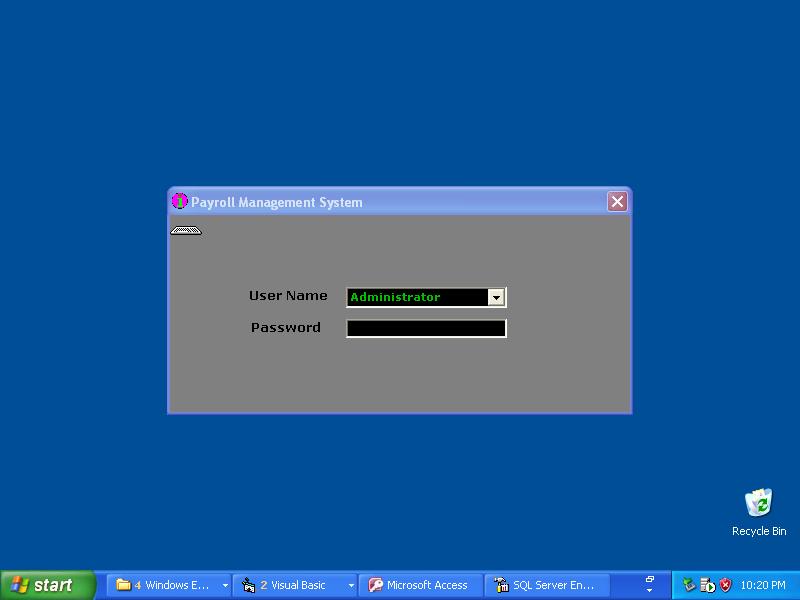 Payroll Management System
User Name
Administrator
Password
Recycle Bin
start
4 Windows E...
2 Visual Basic
Microsoft Access
SQL Server En...
10:20 PM